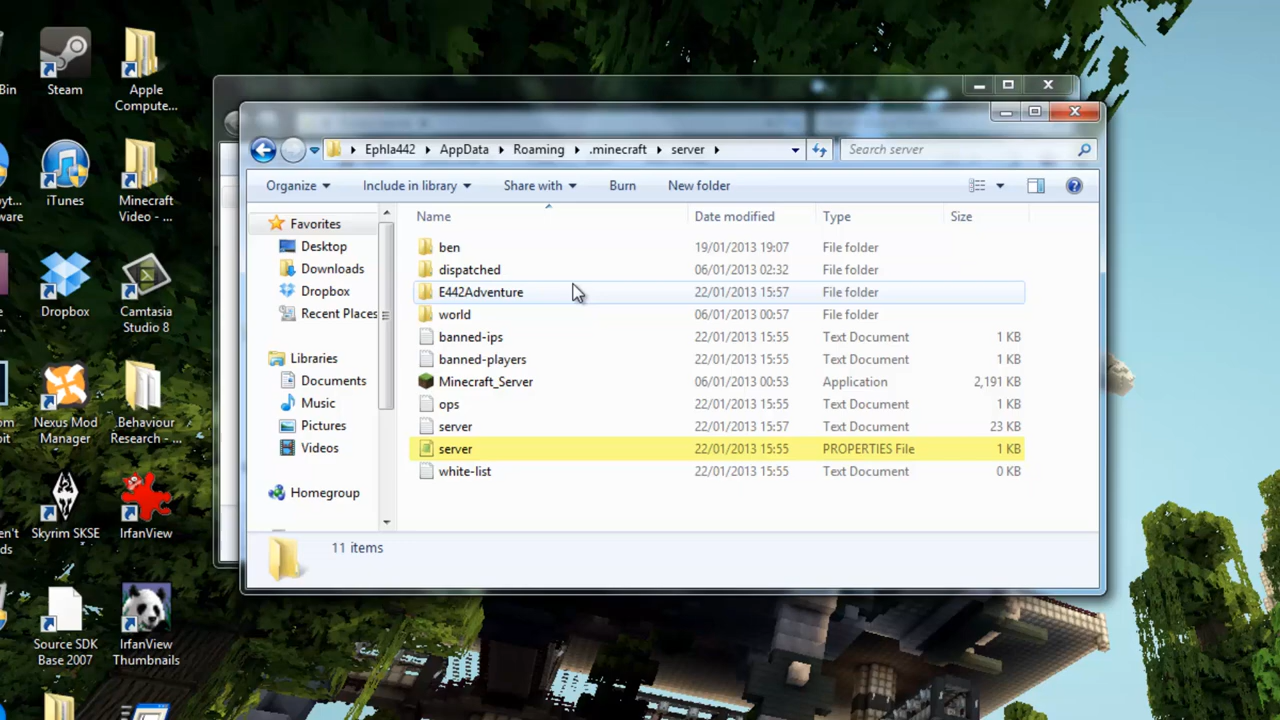 Bin
Steam
Apple
Compute...
iTunes
Minecraft
Video - ...
ware
Dropbox
Camtasia
Studio 8
Nexus Mod
Manager
Behaviour
Research - ...
Skyrim SKSE
IrfanView
Source SDK
Base 2007
IrfanView
Thumbnails
Ephla442 AppData Roaming .minecraft server
Search server
Organize Include in library Share with Burn New folder
Favorites
Desktop
Downloads
Dropbox
Recent Places
Libraries
Documents
Music
Pictures
Videos
Homegroup
Name Date modified Type Size
ben 19/01/2013 19:07 File folder
dispatched 06/01/2013 02:32 File folder
E442Adventure 22/01/2013 15:57 File folder
world 06/01/2013 00:57 File folder
banned-ips 22/01/2013 15:55 Text Document 1 KB
banned-players 22/01/2013 15:55 Text Document 1 KB
Minecraft_Server 06/01/2013 00:53 Application 2,191 KB
ops 22/01/2013 15:55 Text Document 1 KB
server 22/01/2013 15:57 Text Document 23 KB
server 22/01/2013 15:55 PROPERTIES File 1 KB
white-list 22/01/2013 15:55 Text Document 0 KB
11 items